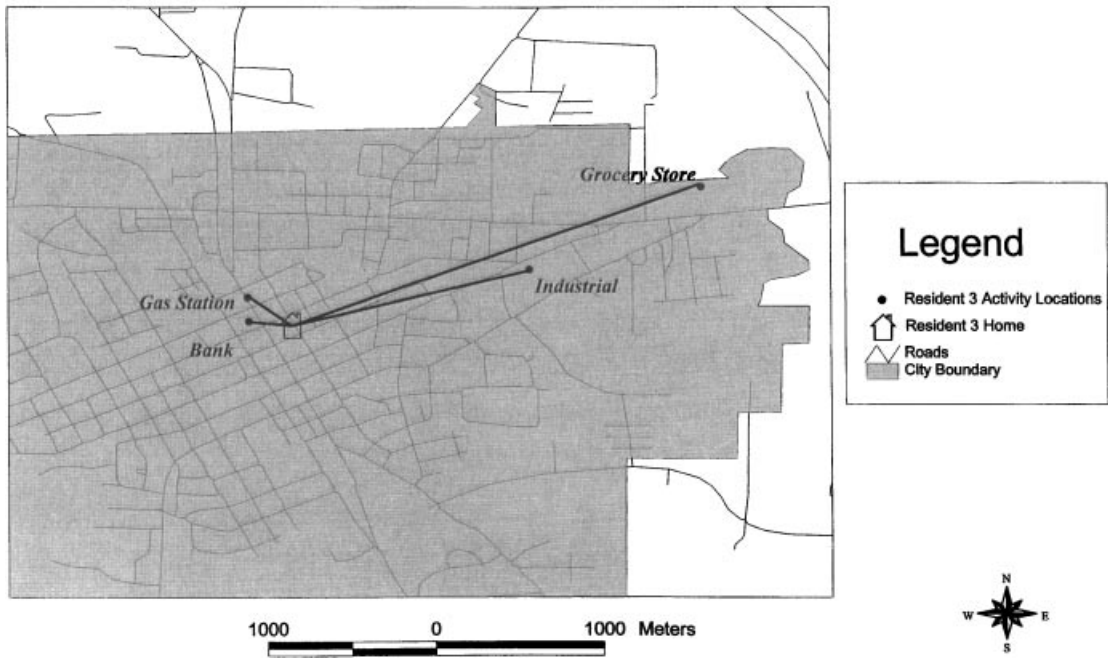 Grocery Store
Industrial
Gas Station
Bank
Legend
Resident 3 Activity Locations
Resident 3 Home
Roads
City Boundary
1000 0 1000 Meters
N
W E
S